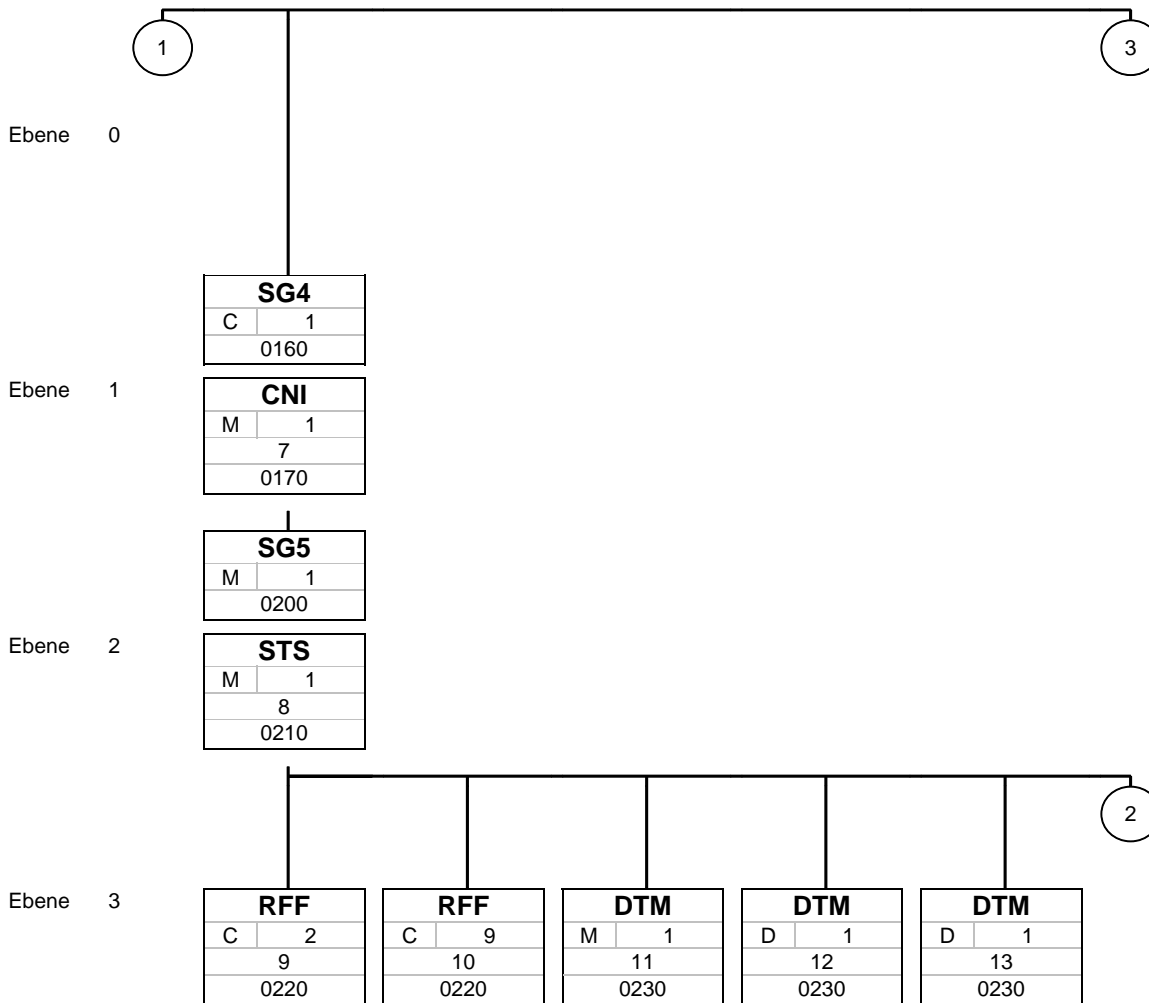 1 3
Ebene 0
SG4
C 1
0160
Ebene 1
CNI
M 1
7
0170
SG5
M 1
0200
Ebene 2
STS
M 1
8
0210
2
Ebene 3
RFF RFF DTM DTM DTM
C 2 C 9 M 1 D 1 D 1
9 10 11 12 13
0220 0220 0230 0230 0230